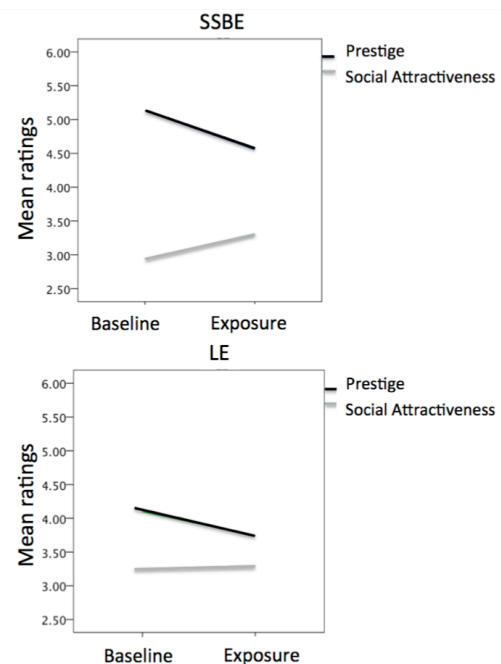 SSBE
Prestige
Social Attractiveness
Mean ratings
6.00
5.50
5.00
4.50
4.00
3.50
3.00
2.50
Baseline Exposure
LE
Prestige
Social Attractiveness
Mean ratings
6.00
5.50
5.00
4.50
4.00
3.50
3.00
2.50
Baseline Exposure